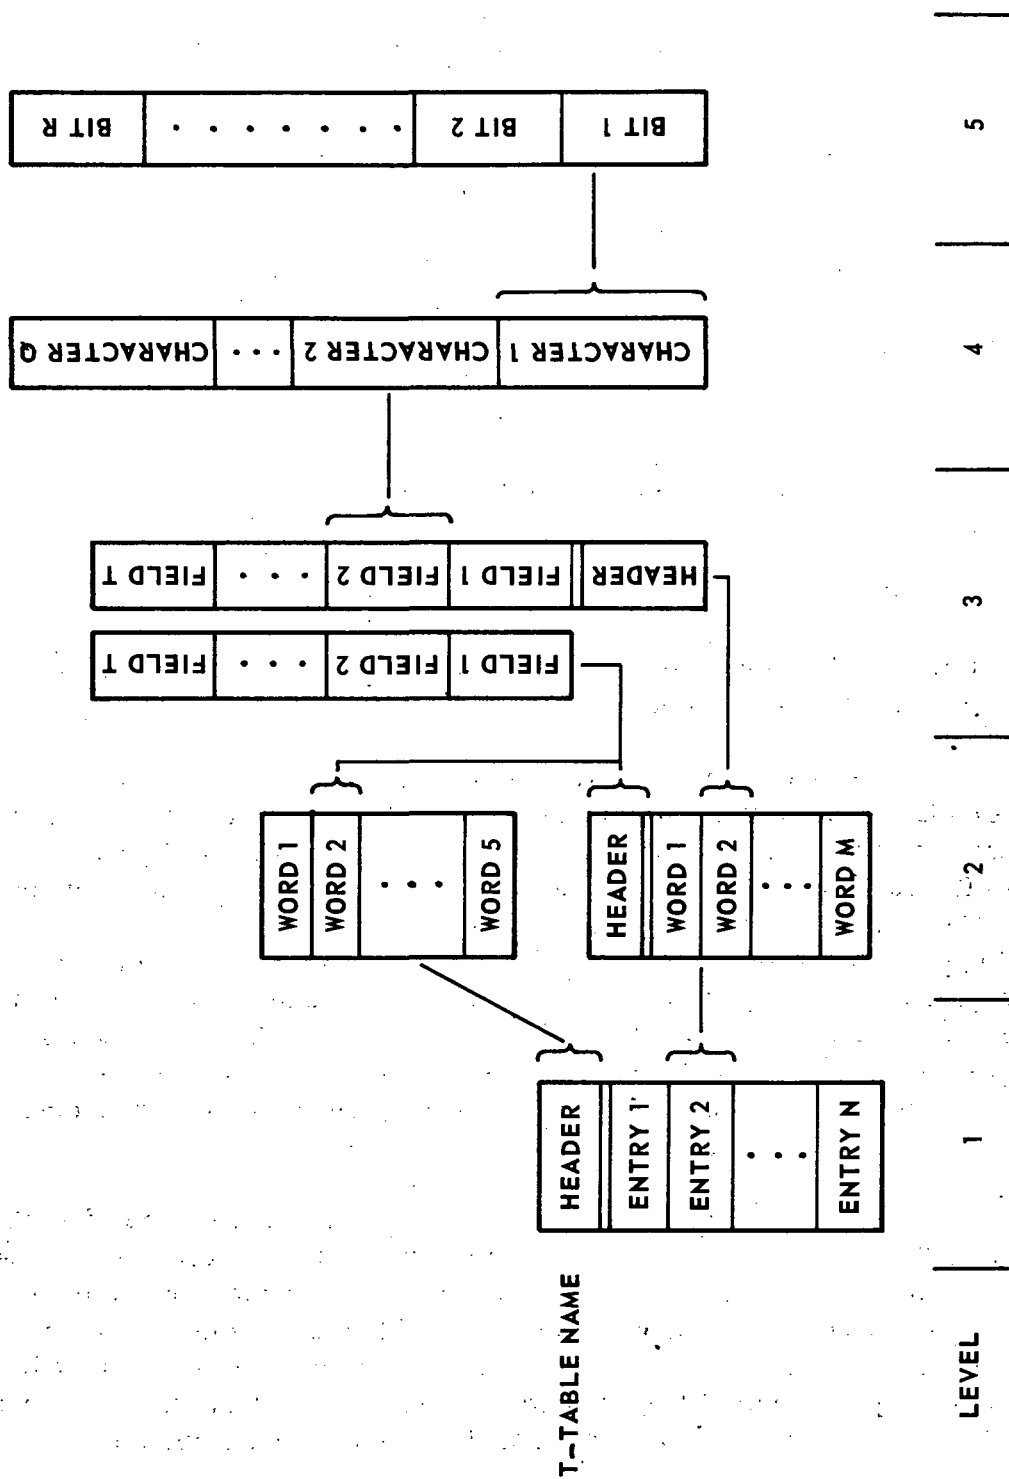 T-TABLE NAME
HEADER
ENTRY 1
ENTRY 2
. . .
ENTRY N
WORD 1
WORD 2
. . .
WORD 5
HEADER
WORD 1
WORD 2
. . .
WORD M
FIELD 1
FIELD 2
. . .
FIELD T
HEADER
FIELD 1
FIELD 2
. . .
FIELD T
CHARACTER 1
CHARACTER 2
. . .
CHARACTER Q
BIT 1
BIT 2
. . . . . . .
BIT R
LEVEL 1 2 3 4 5